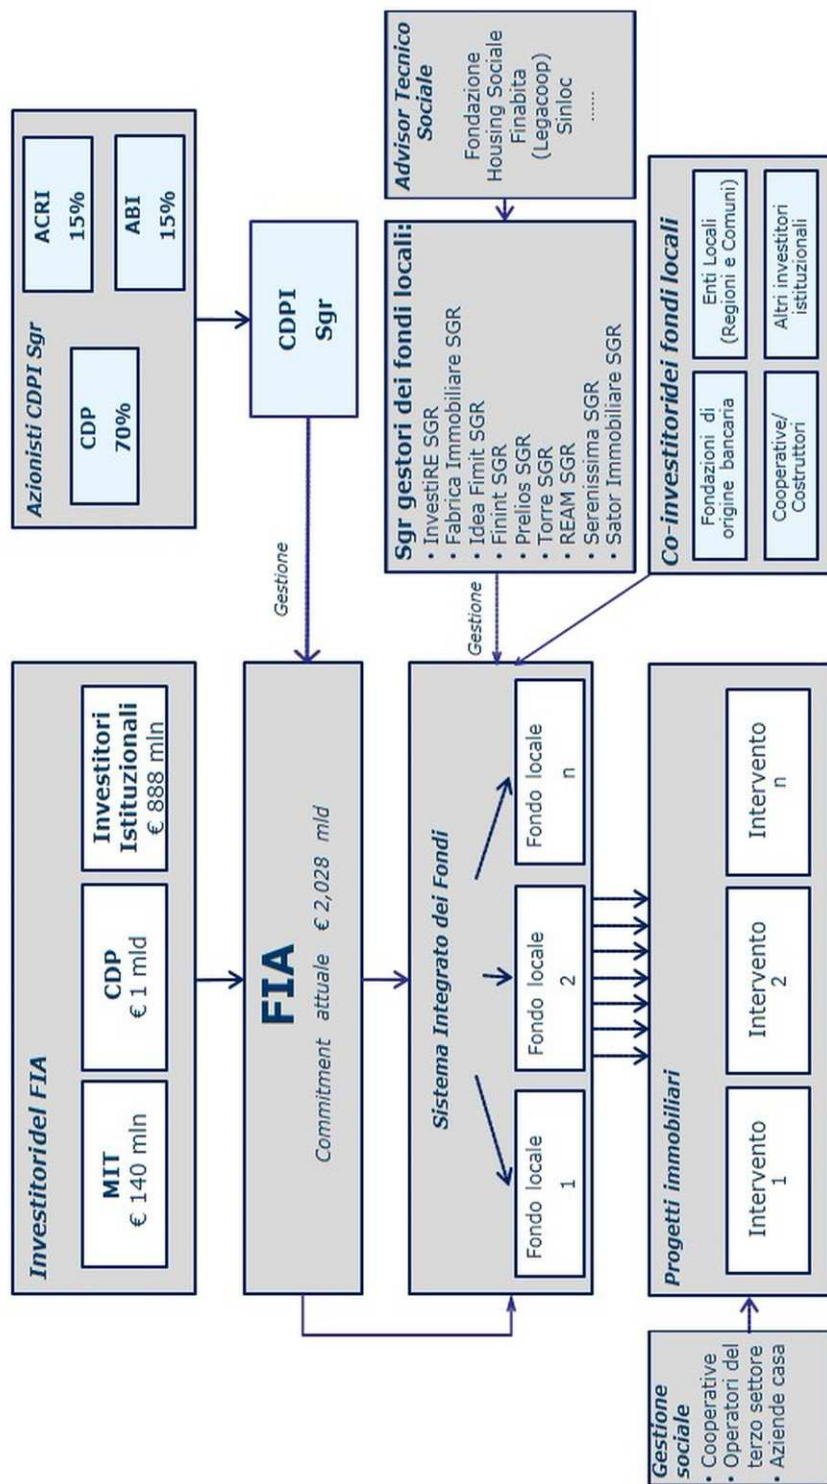 Investitoridel FIA
MIT
€ 140 mln
CDP
€ 1 mld
Investitori
Istituzionali
€ 888 mln
Azionisti CDPI Sgr
CDP
70%
ACRI
15%
ABI
15%
FIA
Commitment attuale € 2,028 mld
Gestione
CDPI
Sgr
Sistema Integrato dei Fondi
Fondo locale
1
Fondo locale
2
Fondo locale
n
Gestione
Sgr gestori dei fondi locali:
• InvestiRE SGR
• Fabrica Immobiliare SGR
• Idea Fimit SGR
• Finint SGR
• Prelios SGR
• Torre SGR
• REAM SGR
• Serenissima SGR
• Sator Immobiliare SGR
Advisor Tecnico
Sociale
Fondazione
Housing Sociale
Finabita
(Legacoop)
Sinloc
......
Gestione
sociale
• Cooperative
• Operatori del
terzo settore
• Aziende casa
Progetti immobiliari
Intervento
1
Intervento
2
Intervento
n
Co-investitoridei fondi locali
Fondazioni di
origine bancaria
Enti Locali
(Regioni e Comuni)
Cooperative/
Costruttori
Altri investitori
istituzionali